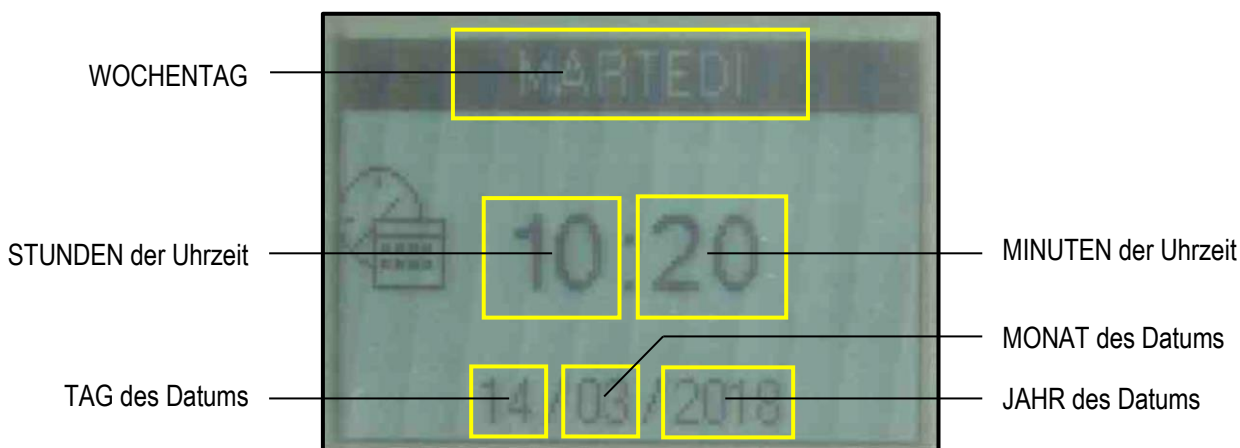 WOCHENTAG
MARTEDI
STUNDEN der Uhrzeit
10:20
MINUTEN der Uhrzeit
MONAT des Datums
TAG des Datums
14/03/2018
JAHR des Datums